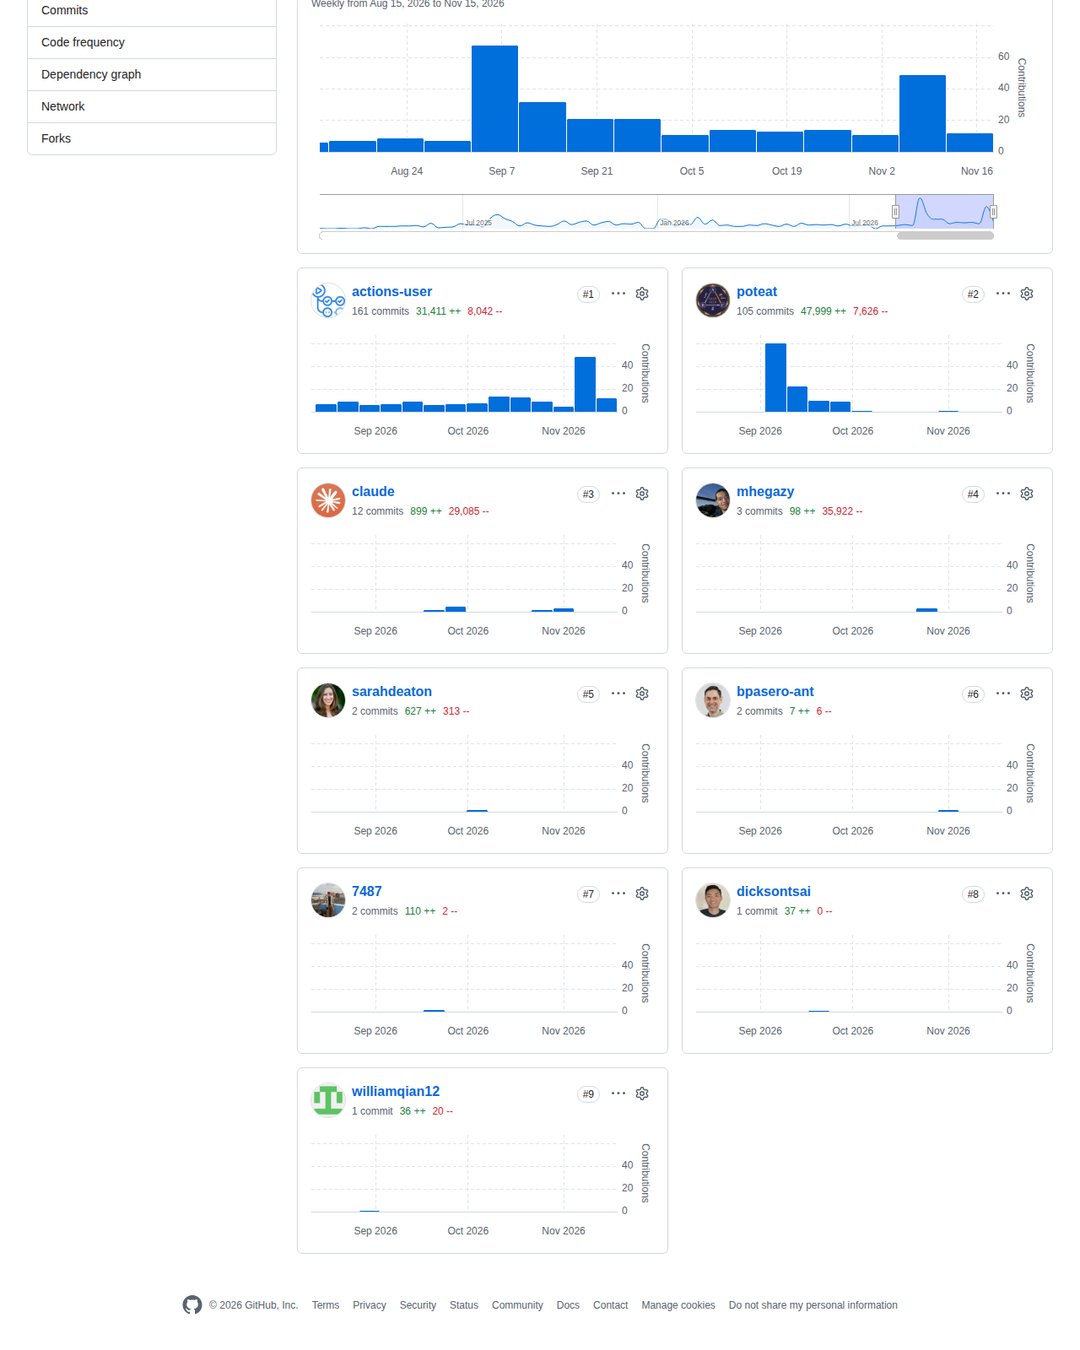 Commits
Code frequency
Dependency graph
Network
Forks
Weekly from Aug 15, 2026 to Nov 15, 2026
60
40
20
0
Contributions
Aug 24 Sep 7 Sep 21 Oct 5 Oct 19 Nov 2 Nov 16
Jul 2025 Jan 2026 Jul 2026
actions-user #1
161 commits 31,411 ++ 8,042 --
40
20
0
Contributions
Sep 2026 Oct 2026 Nov 2026
poteat #2
105 commits 47,999 ++ 7,626 --
40
20
0
Contributions
Sep 2026 Oct 2026 Nov 2026
claude #3
12 commits 899 ++ 29,085 --
40
20
0
Contributions
Sep 2026 Oct 2026 Nov 2026
mhegazy #4
3 commits 98 ++ 35,922 --
40
20
0
Contributions
Sep 2026 Oct 2026 Nov 2026
sarahdeaton #5
2 commits 627 ++ 313 --
40
20
0
Contributions
Sep 2026 Oct 2026 Nov 2026
bpasero-ant #6
2 commits 7 ++ 6 --
40
20
0
Contributions
Sep 2026 Oct 2026 Nov 2026
7487 #7
2 commits 110 ++ 2 --
40
20
0
Contributions
Sep 2026 Oct 2026 Nov 2026
dicksontsai #8
1 commit 37 ++ 0 --
40
20
0
Contributions
Sep 2026 Oct 2026 Nov 2026
williamqian12 #9
1 commit 36 ++ 20 --
40
20
0
Contributions
Sep 2026 Oct 2026 Nov 2026
© 2026 GitHub, Inc. Terms Privacy Security Status Community Docs Contact Manage cookies Do not share my personal information